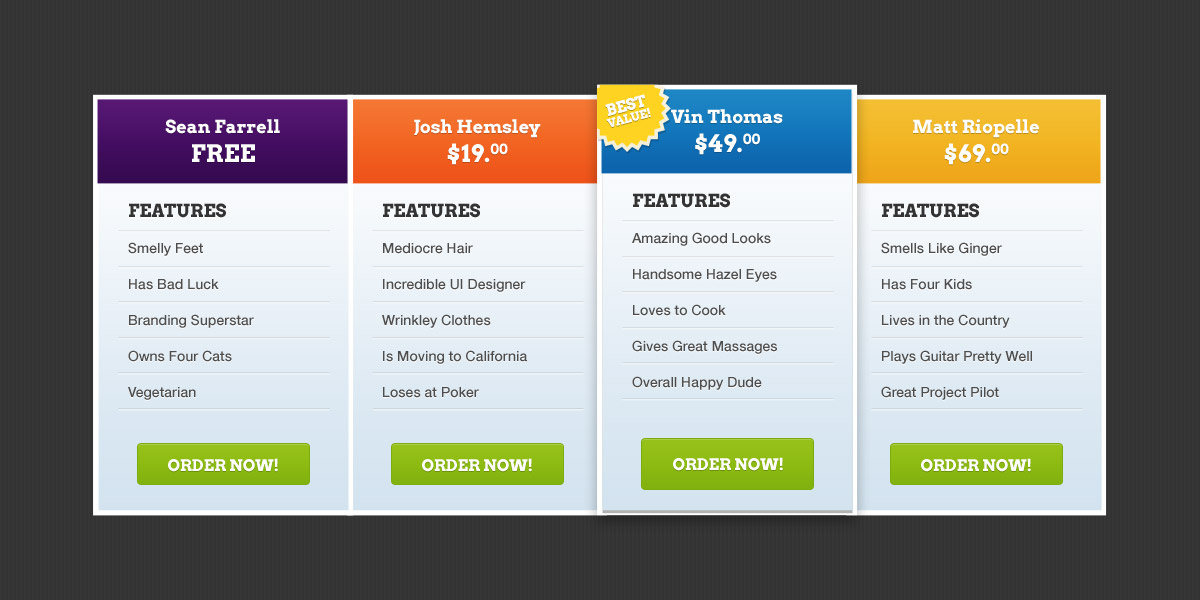 Sean Farrell
FREE
FEATURES
Smelly Feet
Has Bad Luck
Branding Superstar
Owns Four Cats
Vegetarian
ORDER NOW!
Josh Hemsley
$19.00
FEATURES
Mediocre Hair
Incredible UI Designer
Wrinkley Clothes
Is Moving to California
Loses at Poker
ORDER NOW!
BEST
VALUE!
Vin Thomas
$49.00
FEATURES
Amazing Good Looks
Handsome Hazel Eyes
Loves to Cook
Gives Great Massages
Overall Happy Dude
ORDER NOW!
Matt Riopelle
$69.00
FEATURES
Smells Like Ginger
Has Four Kids
Lives in the Country
Plays Guitar Pretty Well
Great Project Pilot
ORDER NOW!